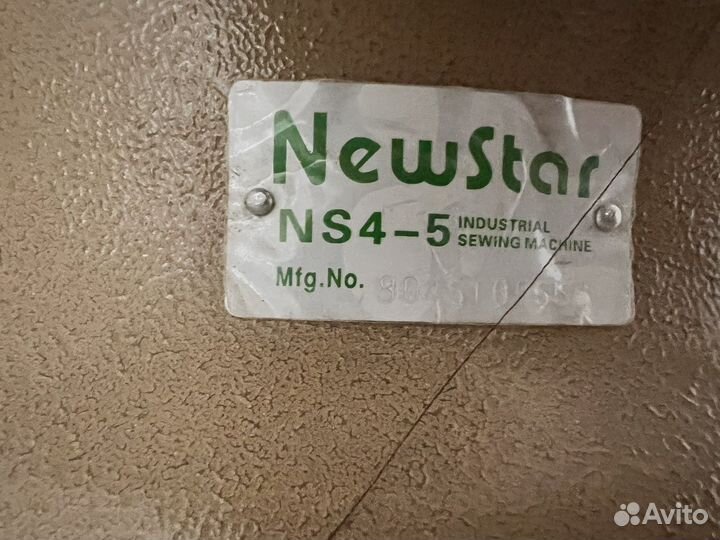 NewStar
NS4-5 INDUSTRIAL
SEWING MACHINE
Mfg.No.
Avito